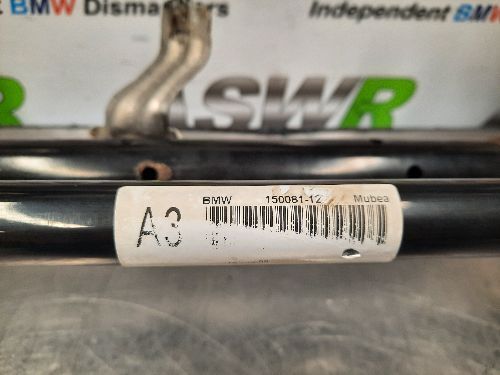 BMW Dismantlers
Independent BMW
ASWR
BMW 150081-12 Mubea
A3